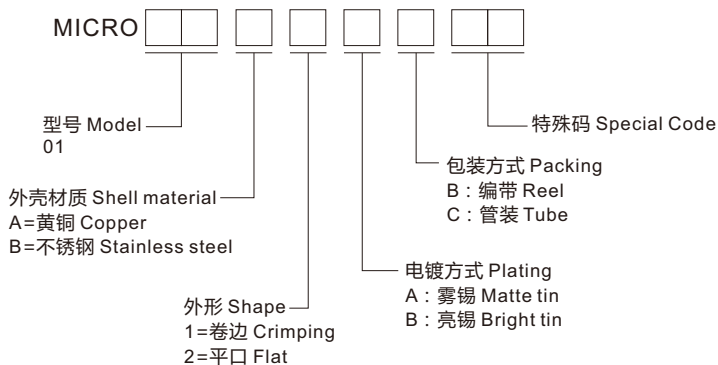 MICRO
型号 Model
01
外壳材质 Shell material
A=黄铜 Copper
B=不锈钢 Stainless steel
外形 Shape
1=卷边 Crimping
2=平口 Flat
电镀方式 Plating
A：雾锡 Matte tin
B：亮锡 Bright tin
包装方式 Packing
B：编带 Reel
C：管装 Tube
特殊码 Special Code